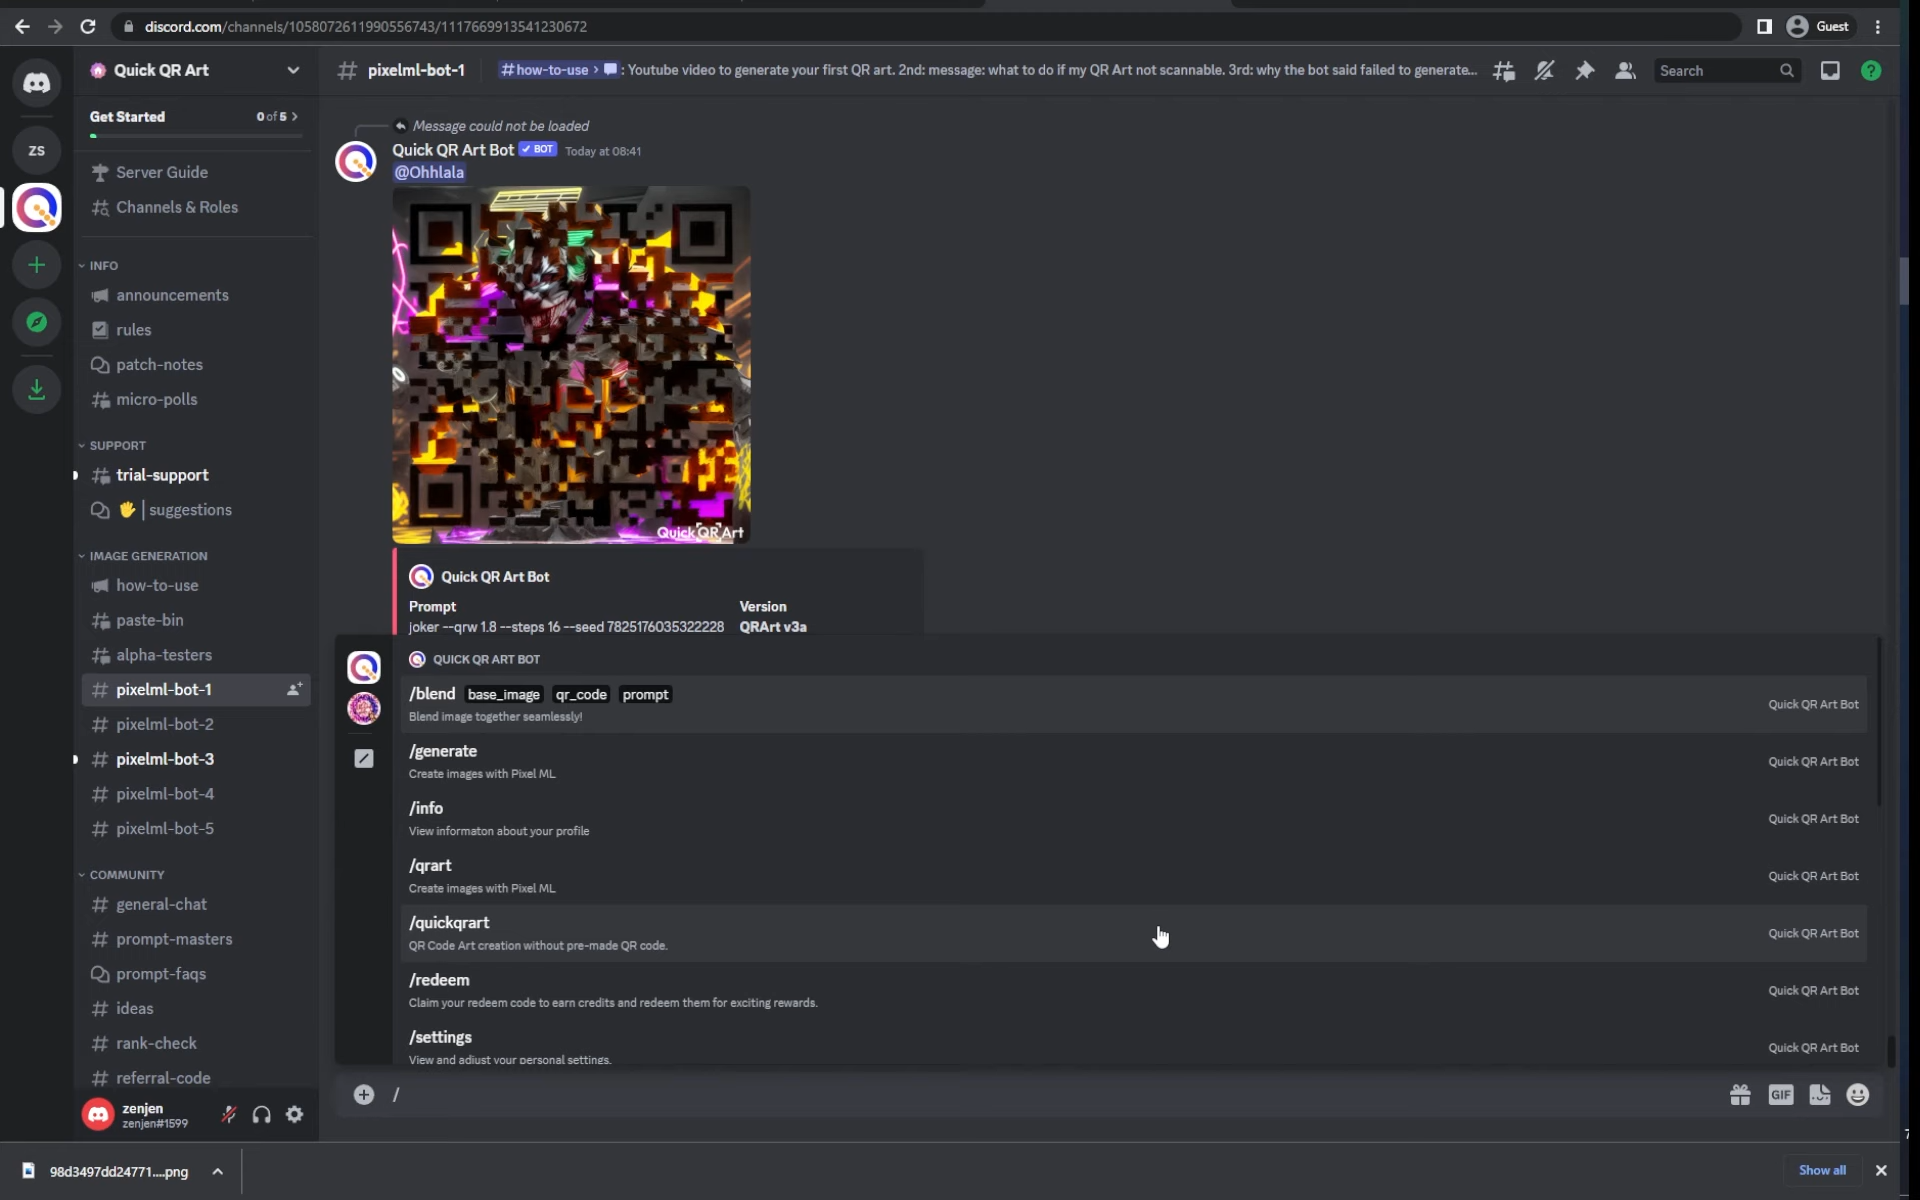 discord.com/channels/1058072611990556743/1117669913541230672
Guest
Quick QR Art
# pixelml-bot-1
#how-to-use > : Youtube video to generate your first QR art. 2nd: message: what to do if my QR Art not scannable. 3rd: why the bot said failed to generate...
Search
Get Started
0 of 5 >
ZS
Server Guide
Channels & Roles
INFO
announcements
rules
patch-notes
micro-polls
SUPPORT
trial-support
| suggestions
IMAGE GENERATION
how-to-use
paste-bin
alpha-testers
pixelml-bot-1
pixelml-bot-2
pixelml-bot-3
pixelml-bot-4
pixelml-bot-5
COMMUNITY
general-chat
prompt-masters
prompt-faqs
ideas
rank-check
referral-code
zenjen
zenjen#1599
Message could not be loaded
Quick QR Art Bot ✓ BOT Today at 08:41
@Ohhlala
Quick QR Art
Quick QR Art Bot
Prompt
Version
joker --qrw 1.8 --steps 16 --seed 7825176035322228
QRArt v3a
QUICK QR ART BOT
/blend base_image qr_code prompt
Blend image together seamlessly!
Quick QR Art Bot
/generate
Create images with Pixel ML
Quick QR Art Bot
/info
View informaton about your profile
Quick QR Art Bot
/qrart
Create images with Pixel ML
Quick QR Art Bot
/quickqrart
QR Code Art creation without pre-made QR code.
Quick QR Art Bot
/redeem
Claim your redeem code to earn credits and redeem them for exciting rewards.
Quick QR Art Bot
/settings
View and adjust your personal settings.
Quick QR Art Bot
/
GIF
98d3497dd24771....png
Show all